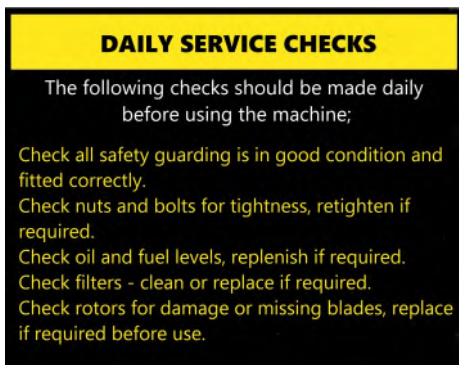 DAILY SERVICE CHECKS
The following checks should be made daily
before using the machine;
Check all safety guarding is in good condition and
fitted correctly.
Check nuts and bolts for tightness, retighten if
required.
Check oil and fuel levels, replenish if required.
Check filters - clean or replace if required.
Check rotors for damage or missing blades, replace
if required before use.